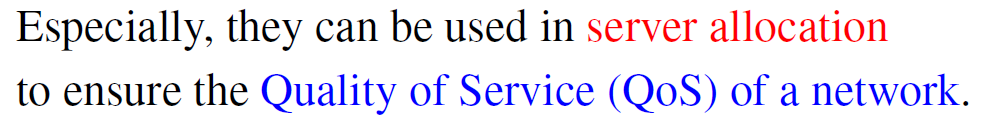 Especially, they can be used in server allocation
to ensure the Quality of Service (QoS) of a network.